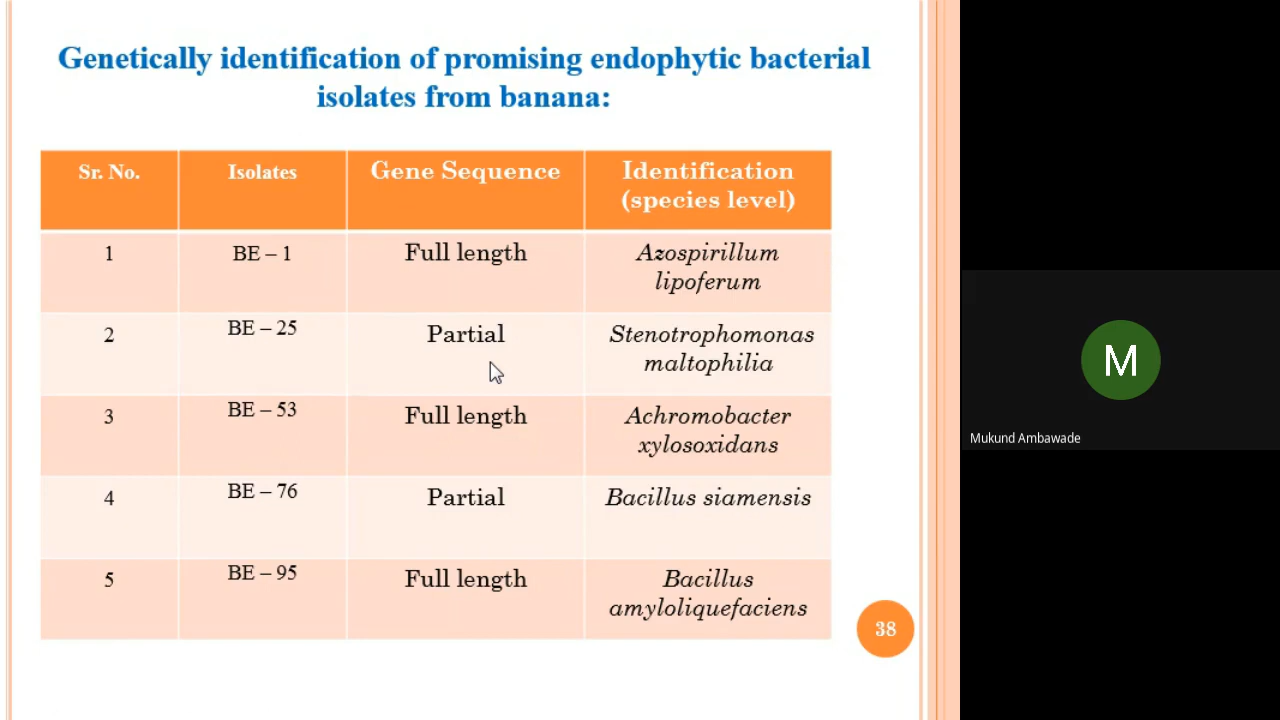 Genetically identification of promising endophytic bacterial
isolates from banana:
Sr. No. Isolates Gene Sequence Identification
(species level)
1 BE – 1 Full length Azospirillum
lipoferum
2 BE – 25 Partial Stenotrophomonas
maltophilia
3 BE – 53 Full length Achromobacter
xylosoxidans
4 BE – 76 Partial Bacillus siamensis
5 BE – 95 Full length Bacillus
amyloliquefaciens
38
M
Mukund Ambawade